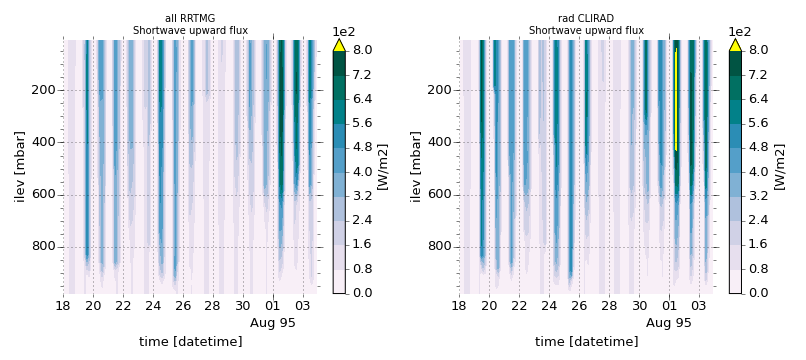 all RRTMG
Shortwave upward flux
1e2
8.0
7.2
6.4
5.6
4.8
4.0
3.2
2.4
1.6
0.8
0.0
[W/m2]
ilev [mbar]
200
400
600
800
18 20 22 24 26 28 30 01 03
Aug 95
time [datetime]
rad CLIRAD
Shortwave upward flux
1e2
8.0
7.2
6.4
5.6
4.8
4.0
3.2
2.4
1.6
0.8
0.0
[W/m2]
ilev [mbar]
200
400
600
800
18 20 22 24 26 28 30 01 03
Aug 95
time [datetime]